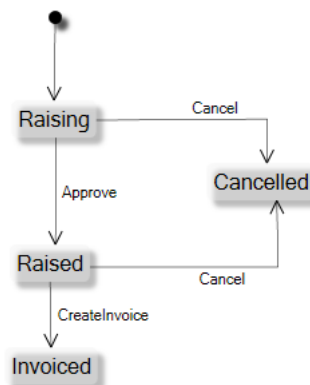 Cancel
Raising
Cancelled
Approve
Raised
Cancel
CreateInvoice
Invoiced